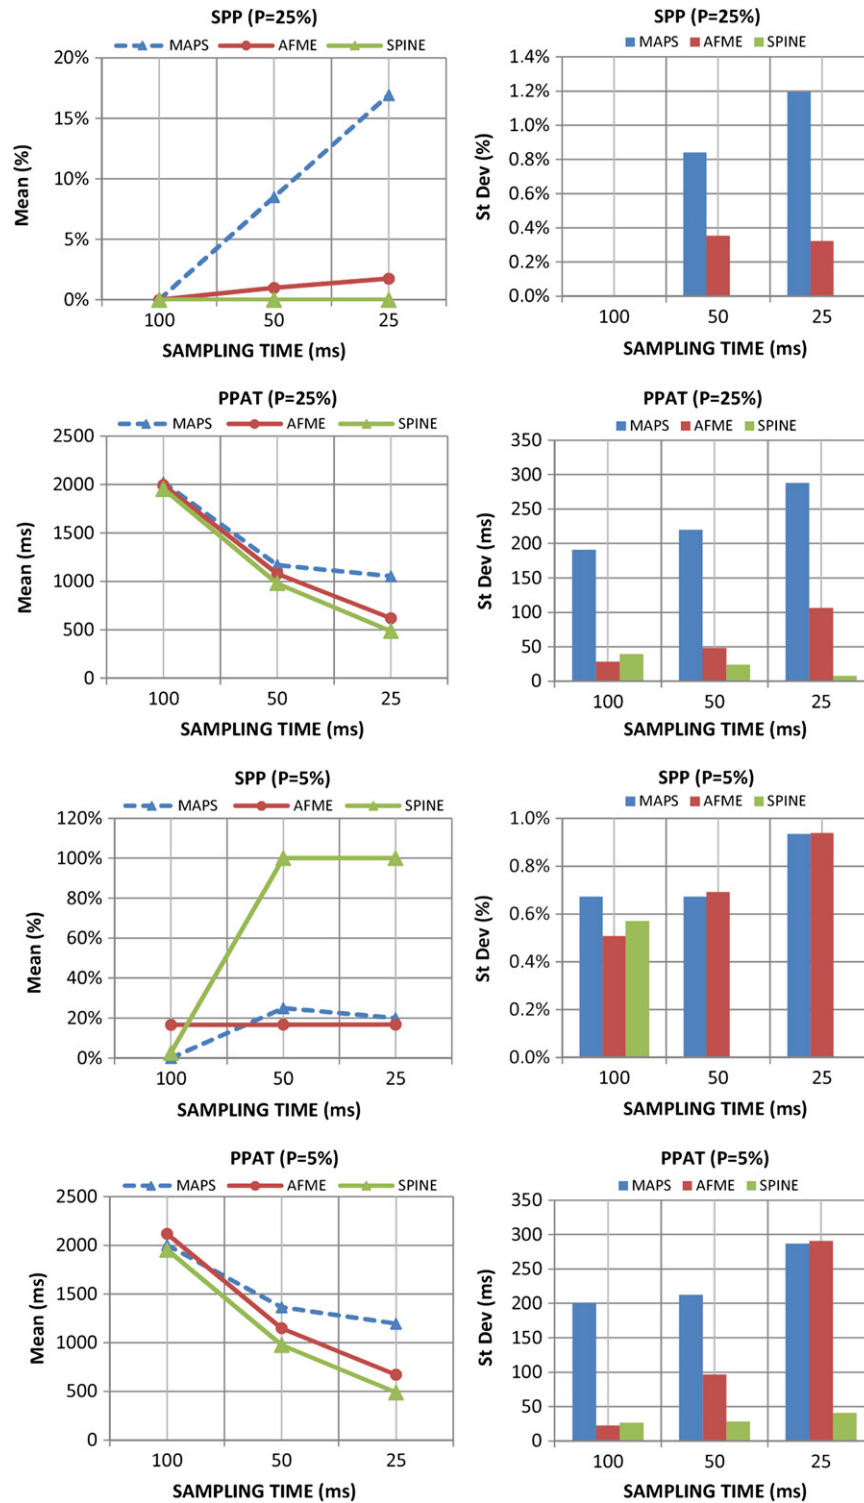 SPP (P=25%)
MAPS AFME SPINE
20%
15%
10%
5%
0%
Mean (%)
100 50 25
SAMPLING TIME (ms)
SPP (P=25%)
MAPS AFME SPINE
1.4%
1.2%
0.8%
0.6%
0.4%
0.2%
0.0%
St Dev (%)
100 50 25
SAMPLING TIME (ms)
PPAT (P=25%)
MAPS AFME SPINE
2500
2000
1500
1000
500
0
Mean (ms)
100 50 25
SAMPLING TIME (ms)
PPAT (P=25%)
MAPS AFME SPINE
350
300
250
200
150
100
50
0
St Dev (ms)
100 50 25
SAMPLING TIME (ms)
SPP (P=5%)
MAPS AFME SPINE
120%
100%
80%
60%
40%
20%
0%
Mean (%)
100 50 25
SAMPLING TIME (ms)
SPP (P=5%)
MAPS AFME SPINE
1.0%
0.8%
0.6%
0.4%
0.2%
0.0%
St Dev (%)
100 50 25
SAMPLING TIME (ms)
PPAT (P=5%)
MAPS AFME SPINE
2500
2000
1500
1000
500
0
Mean (ms)
100 50 25
SAMPLING TIME (ms)
PPAT (P=5%)
MAPS AFME SPINE
350
300
250
200
150
100
50
0
St Dev (ms)
100 50 25
SAMPLING TIME (ms)